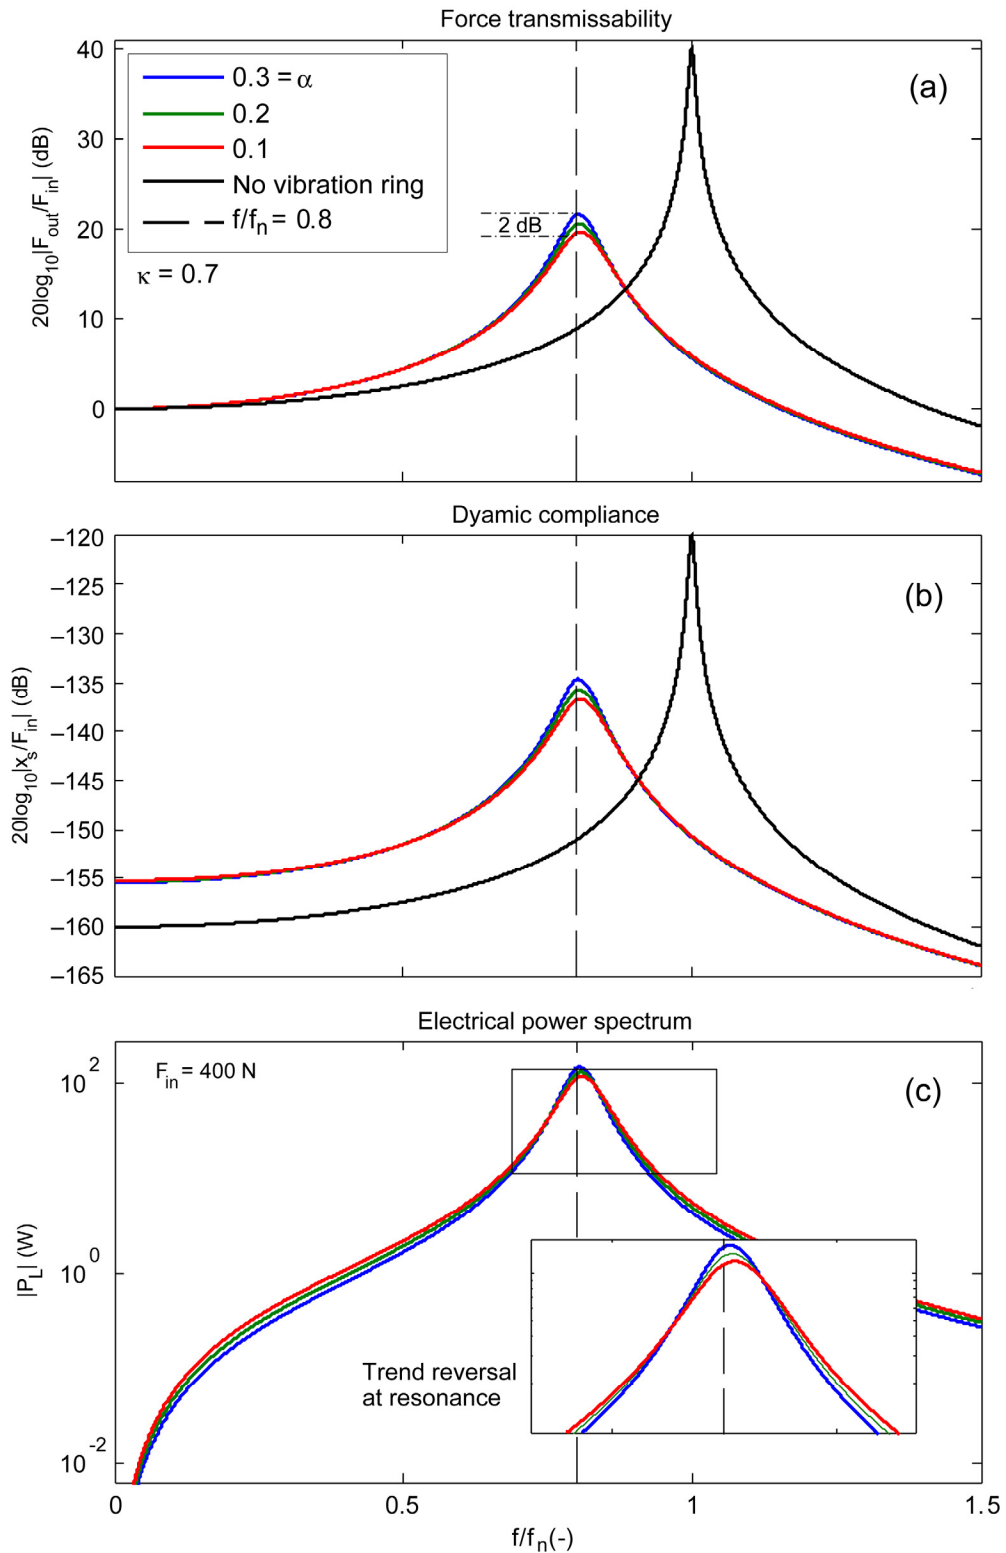 Force transmissability
40
30
20
10
0
20log10|Fout/Fin| (dB)
0.3 = α
0.2
0.1
No vibration ring
f/fn = 0.8
κ = 0.7
2 dB
(a)
Dyamic compliance
−120
−125
−130
−135
−140
−145
−150
−155
−160
−165
20log10|xs/Fin| (dB)
(b)
Electrical power spectrum
10^2
10^0
10^-2
|PL| (W)
Fin = 400 N
(c)
Trend reversal
at resonance
0
0.5
1
1.5
f/fn(-)